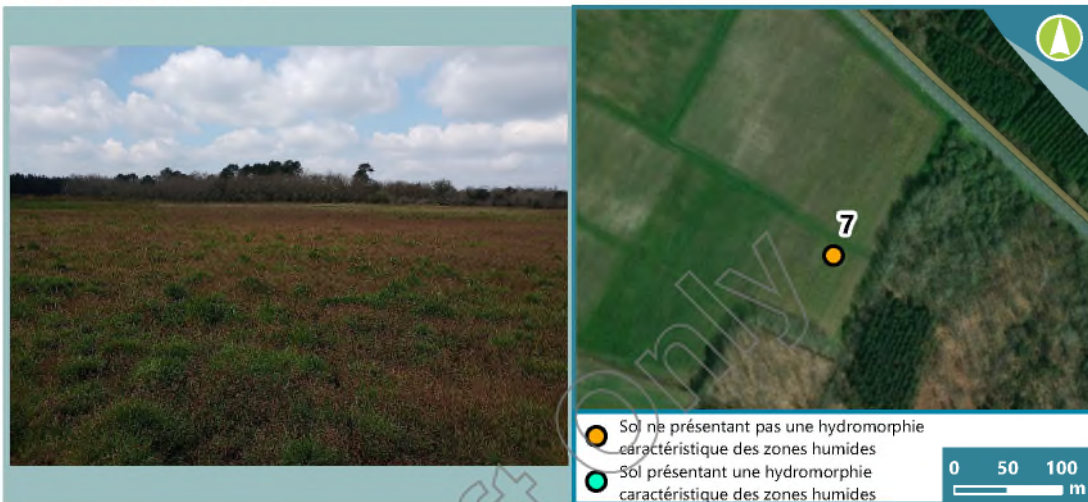 7
Sol ne présentant pas une hydromorphie
caractéristique des zones humides
Sol présentant une hydromorphie
caractéristique des zones humides
0 50 100
m
Only